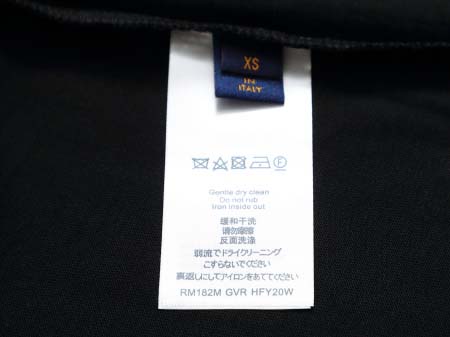 XS
IN
ITALY
Gentle dry clean
Do not rub
Iron inside out
缓和干洗
请勿摩擦
反面洗涤
弱流でドライクリーニング
こすらないでください
裏返しにしてアイロンをあててください
RM182M GVR HFY20W